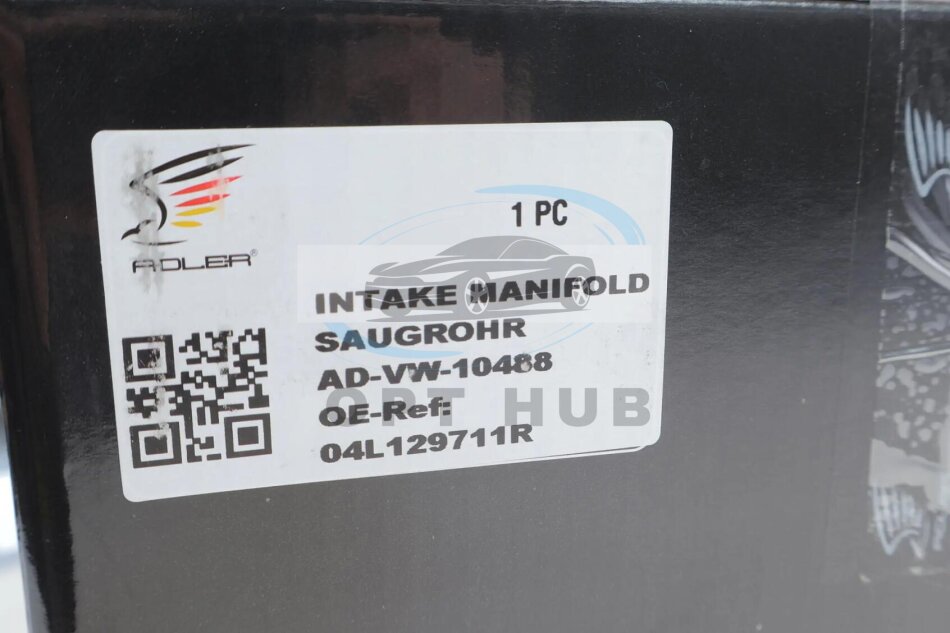 1 PC
ADLER®
INTAKE MANIFOLD
SAUGROHR
AD-VW-10488
OPT HUB
OE-Ref:
04L129711R